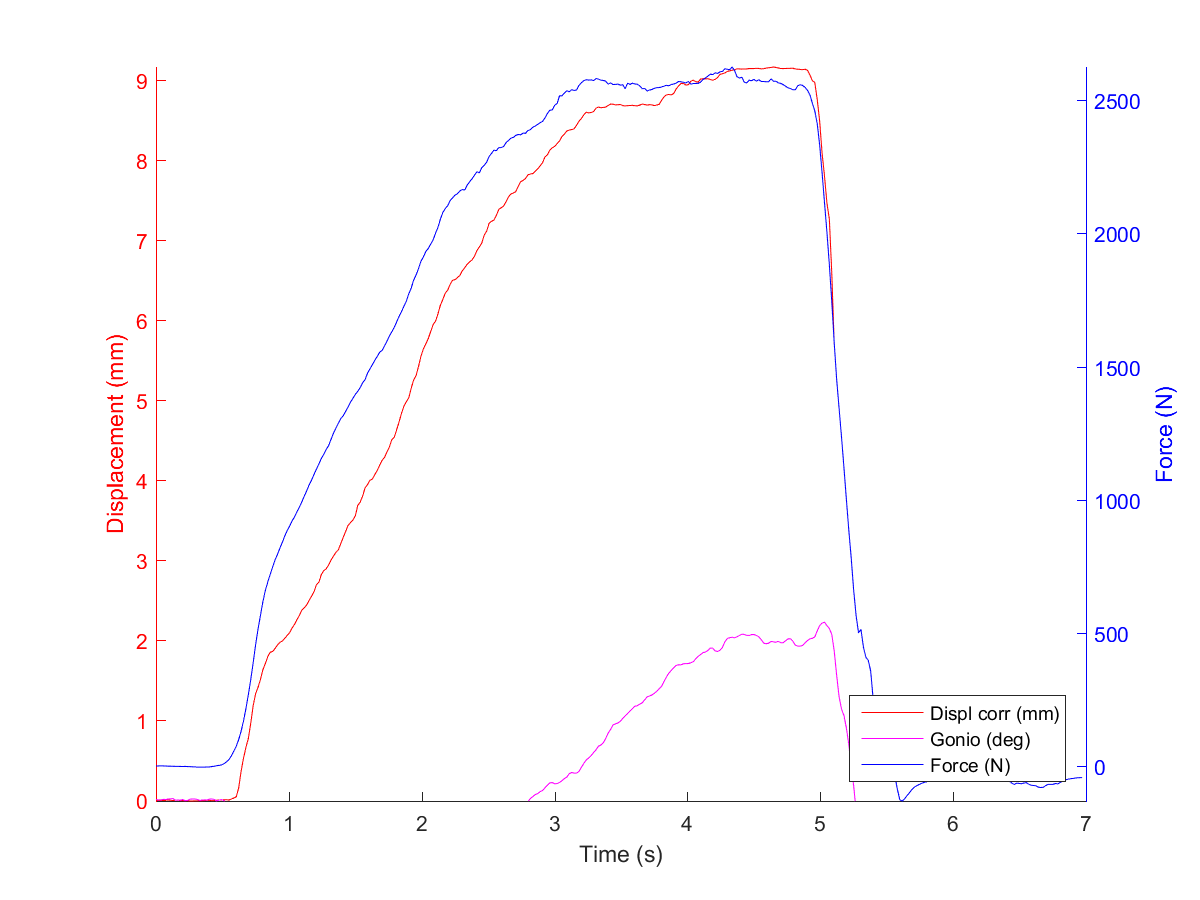 9
8
7
6
5
4
3
2
1
0
Displacement (mm)
2500
2000
1500
1000
500
0
Force (N)
Displ corr (mm)
Gonio (deg)
Force (N)
0 1 2 3 4 5 6 7
Time (s)